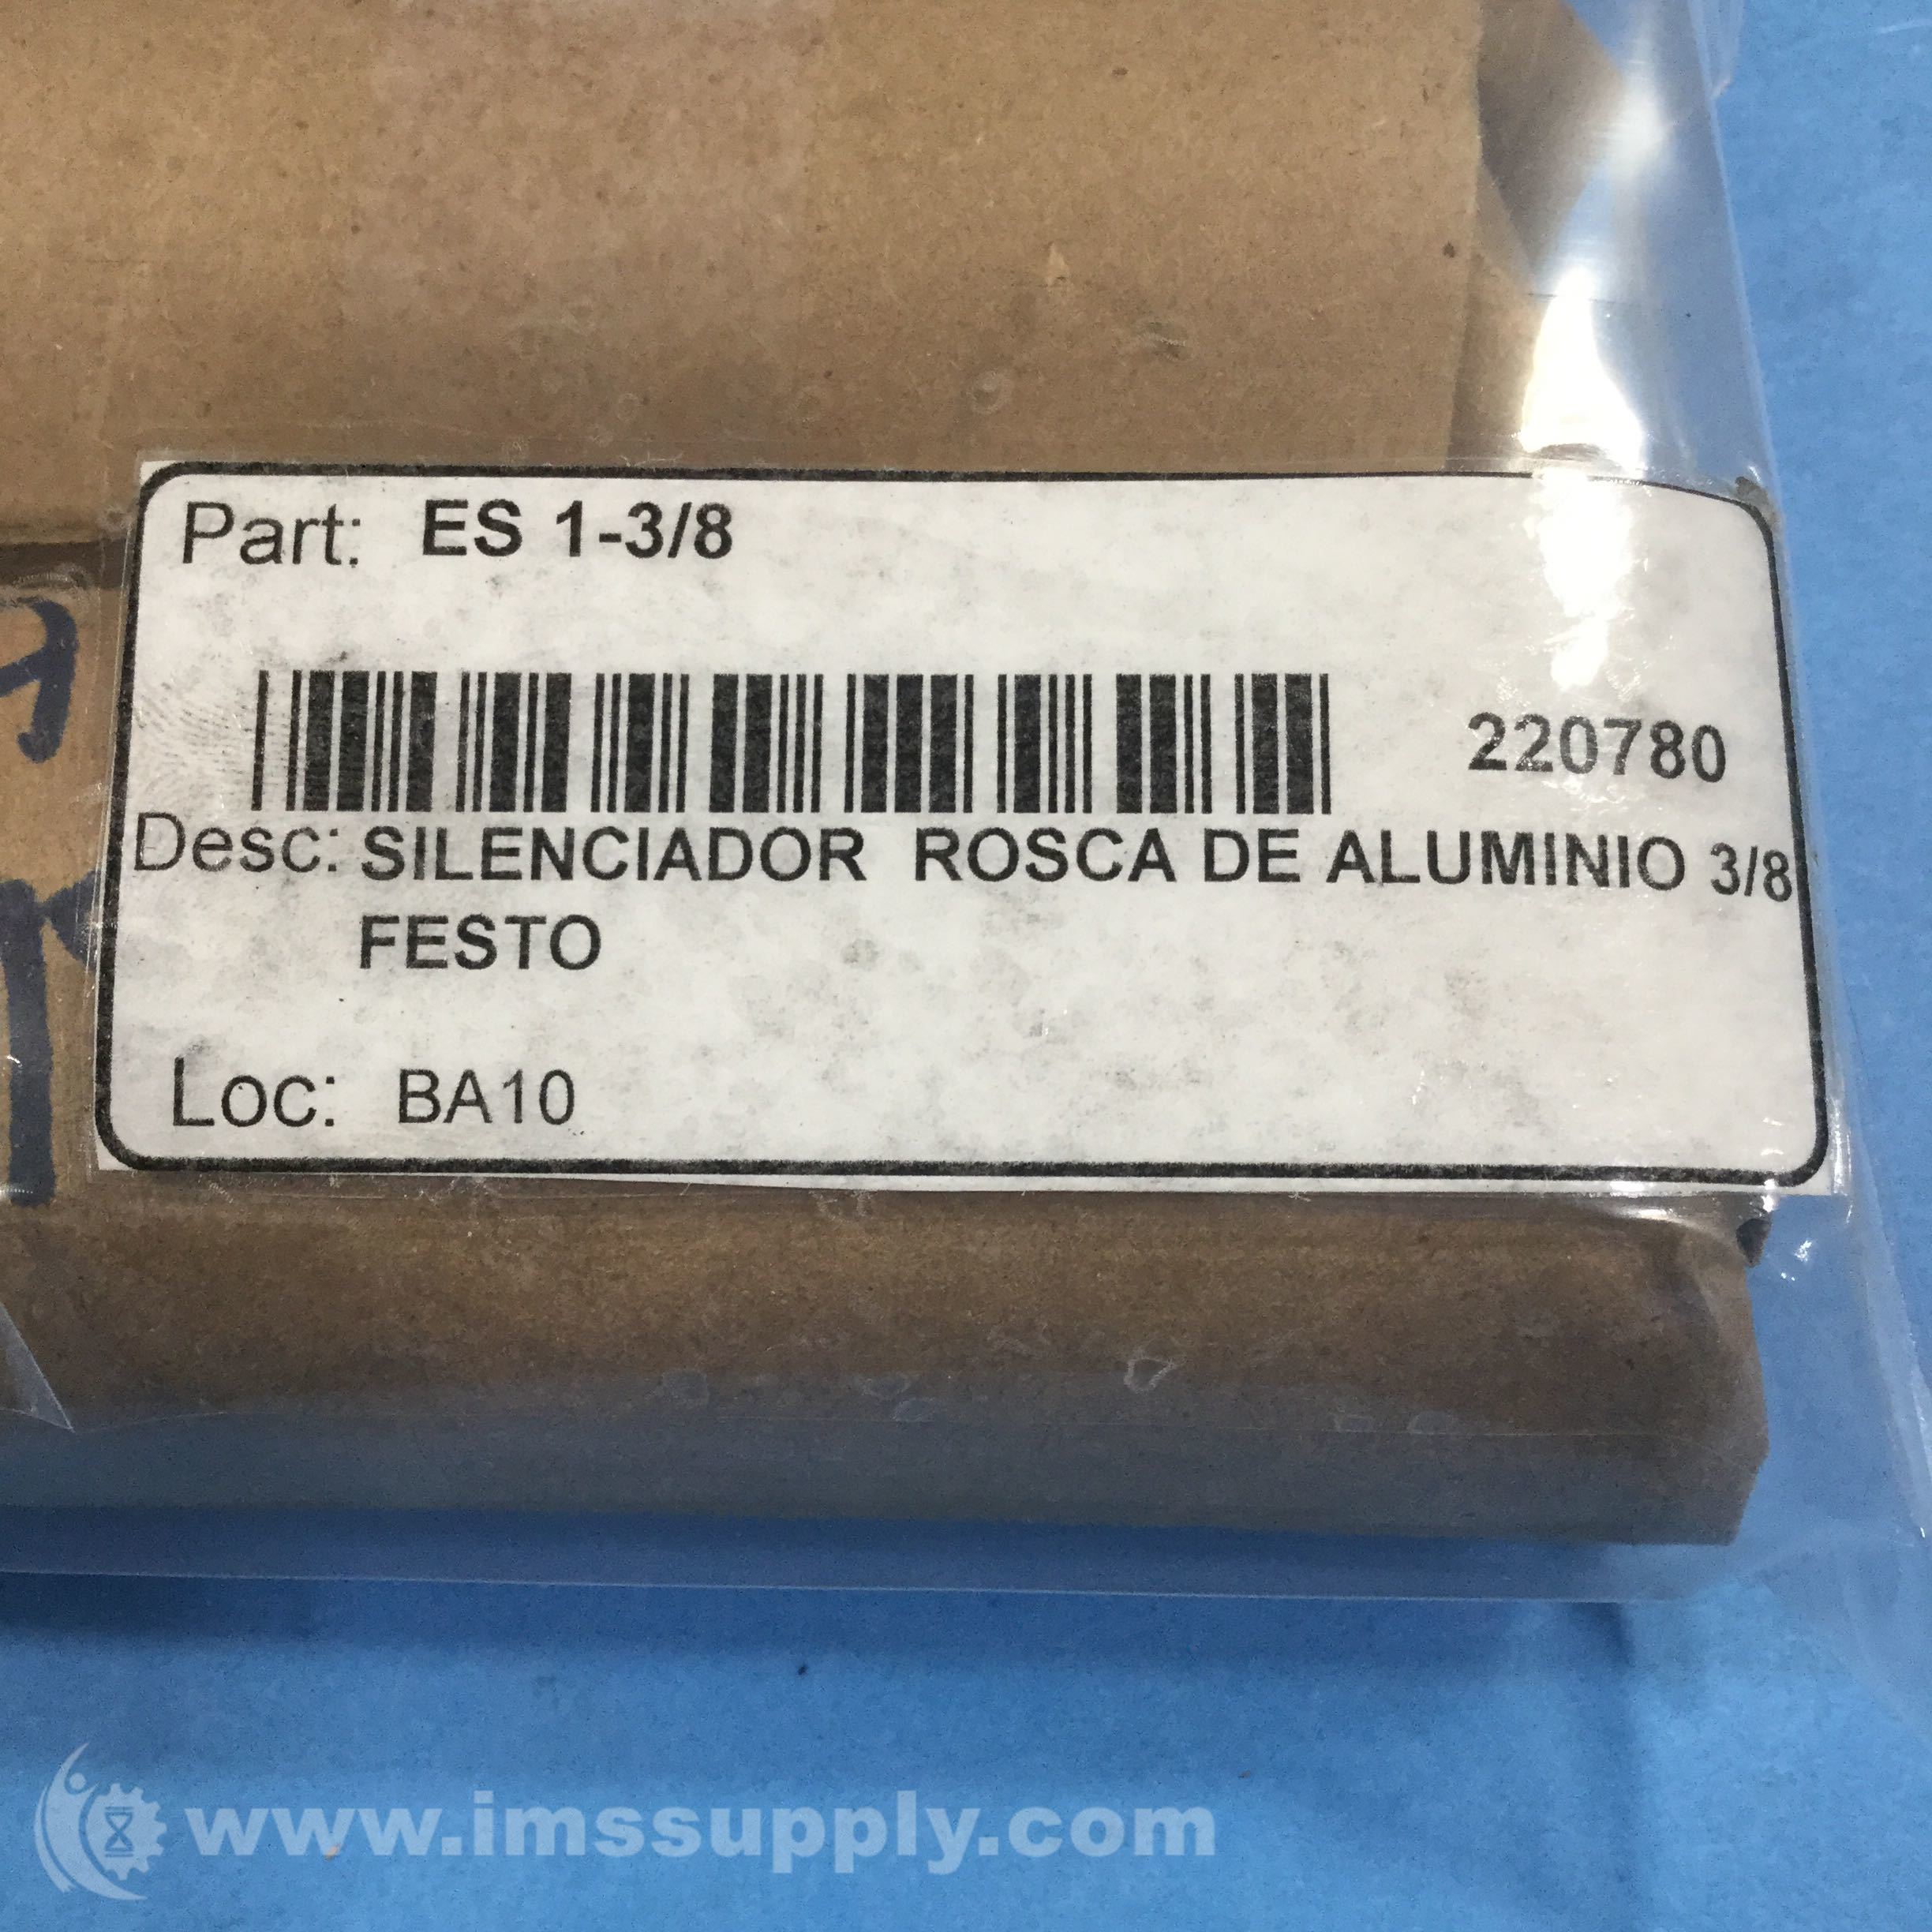 Part: ES 1-3/8
220780
Desc: SILENCIADOR ROSCA DE ALUMINIO 3/8
FESTO
Loc: BA10
www.imssupply.com